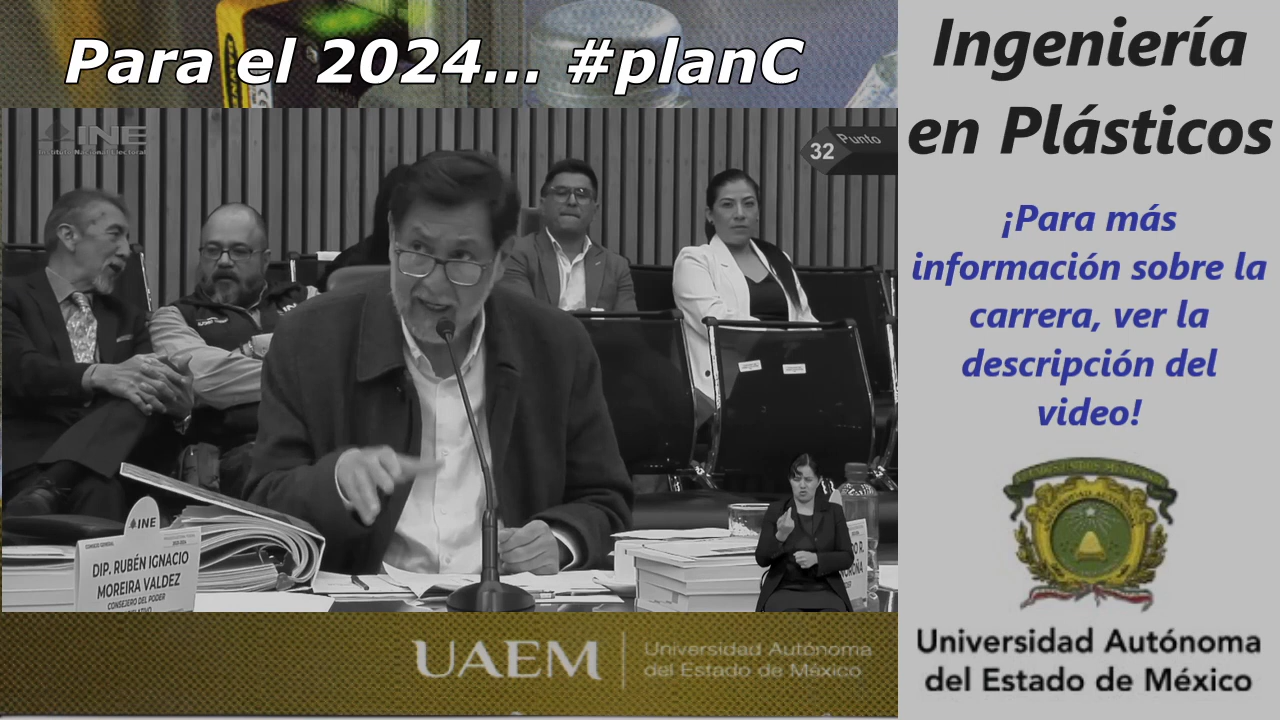 Para el 2024... #planC
INE
Instituto Nacional Electoral
Punto
32
INE
CONSEJO GENERAL
DIP. RUBÉN IGNACIO
MOREIRA VALDEZ
CONSEJERO DEL PODER
UAEM
Universidad Autónoma
del Estado de México
Ingeniería
en Plásticos
¡Para más
información sobre la
carrera, ver la
descripción del
video!
Universidad Autónoma
del Estado de México